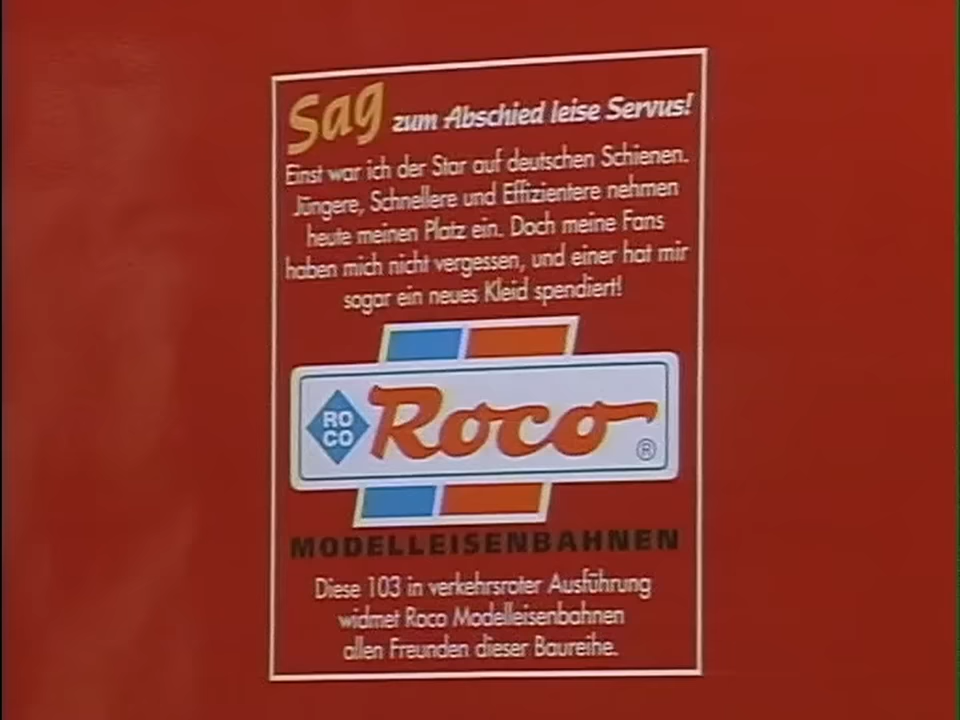 Sag zum Abschied leise Servus!
Einst war ich der Star auf deutschen Schienen.
Jüngere, Schnellere und Effizientere nehmen
heute meinen Platz ein. Doch meine Fans
haben mich nicht vergessen, und einer hat mir
sogar ein neues Kleid spendiert!
RO
CO
Roco
®
MODELLEISENBAHNEN
Diese 103 in verkehrsroter Ausführung
widmet Roco Modelleisenbahnen
allen Freunden dieser Baureihe.